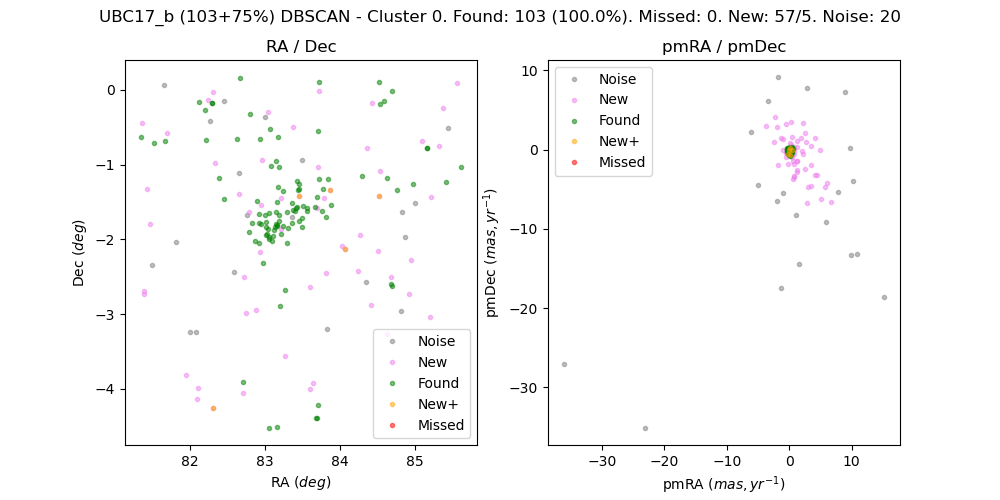 UBC17_b (103+75%) DBSCAN - Cluster 0. Found: 103 (100.0%). Missed: 0. New: 57/5. Noise: 20
RA / Dec
0
−1
−2
−3
−4
Dec (deg)
82
83
84
85
RA (deg)
Noise
New
Found
New+
Missed
pmRA / pmDec
10
0
−10
−20
−30
pmDec (mas, yr⁻¹)
−30
−20
−10
0
10
pmRA (mas, yr⁻¹)
Noise
New
Found
New+
Missed